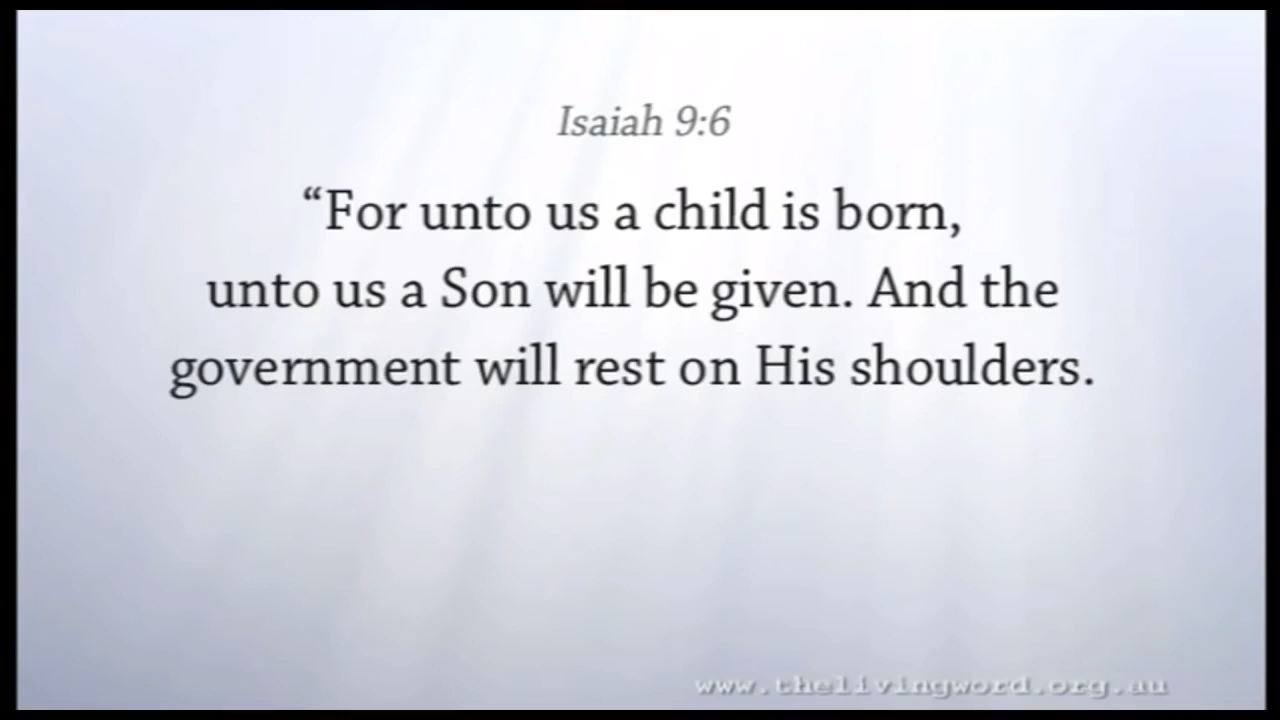 Isaiah 9:6
“For unto us a child is born,
unto us a Son will be given. And the
government will rest on His shoulders.
www.thelivingword.org.au